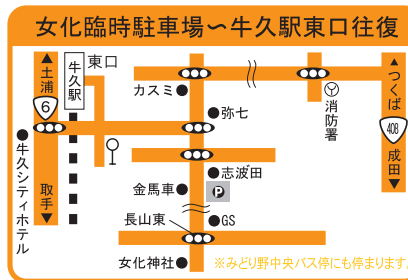 女化臨時駐車場～牛久駅東口往復
▲土浦
6
取手▼
牛久駅
東口
牛久シティホテル
カスミ
弥七
志波田
金馬車
P
長山東
GS
女化神社
消防署
▲つくば
408
成田▼
※みどり野中央バス停にも停まります。